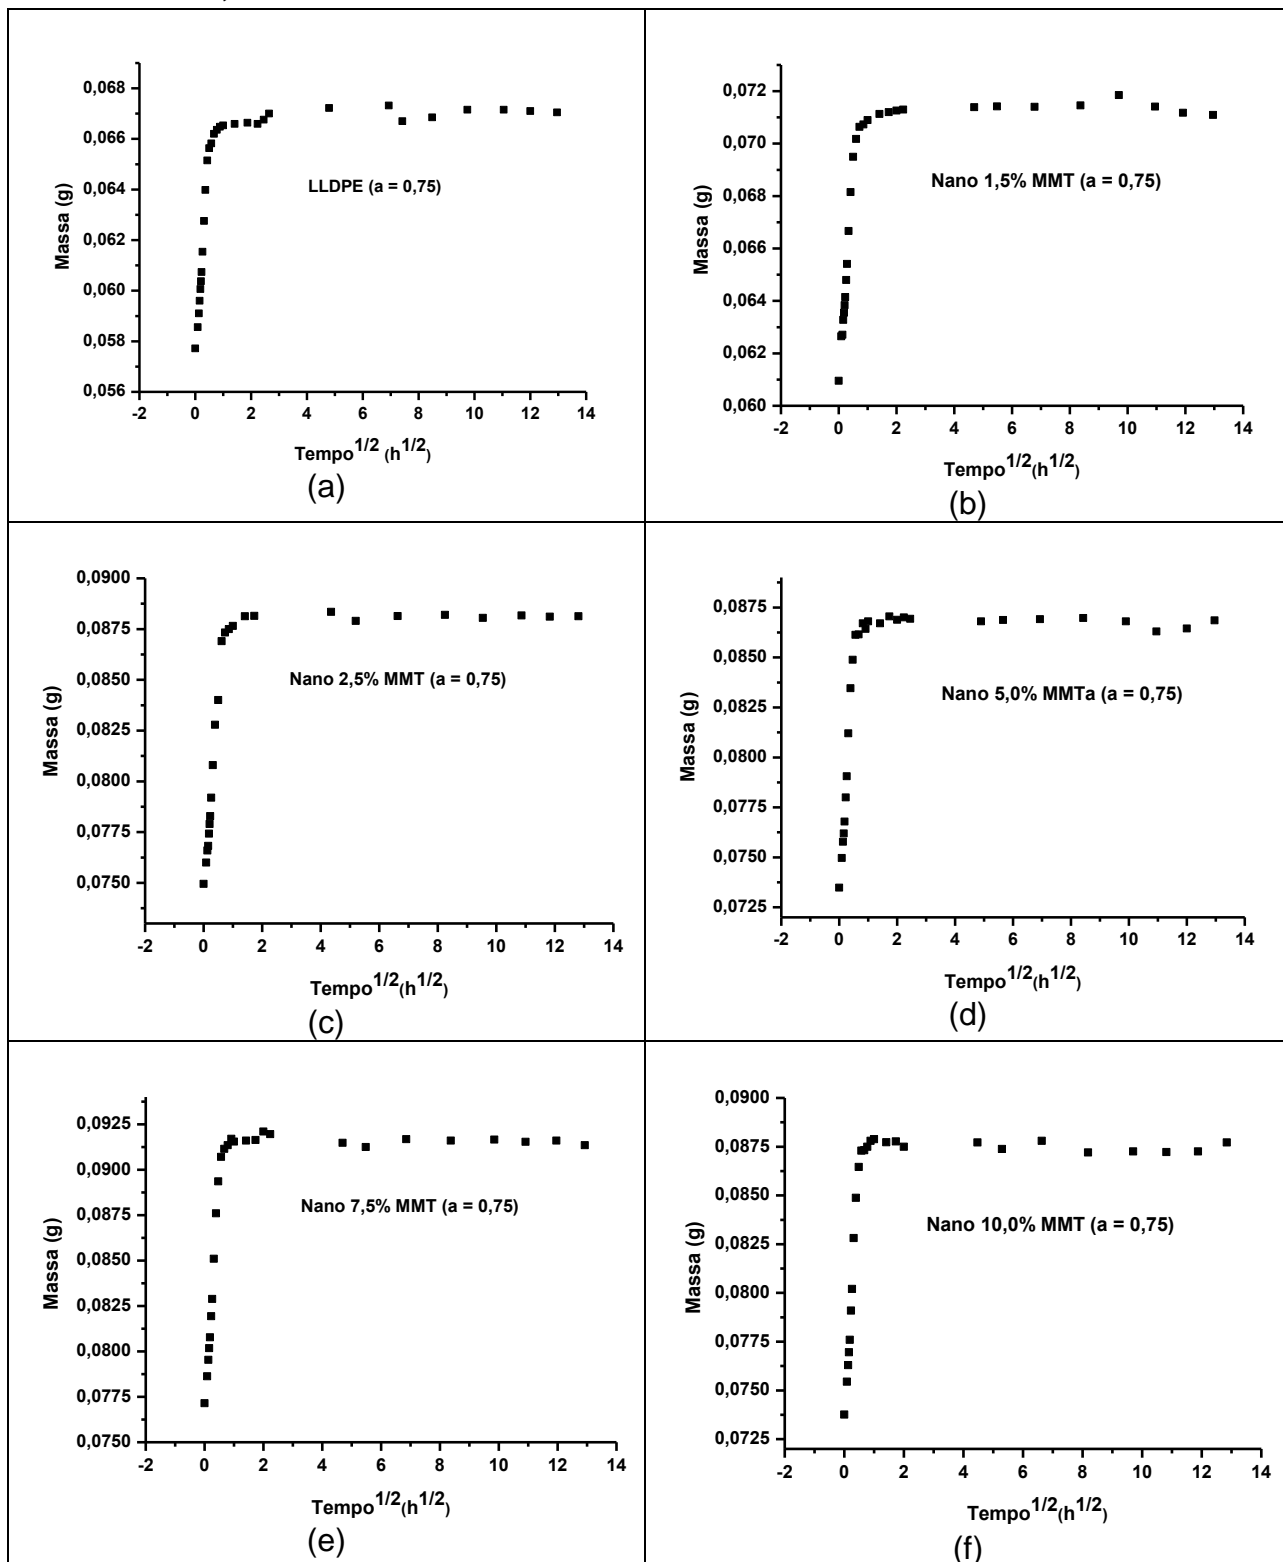 0,068
0,066
0,064
0,062
0,060
0,058
0,056
Massa (g)
LLDPE (a = 0,75)
-2 0 2 4 6 8 10 12 14
Tempo1/2 (h1/2)
(a)
0,072
0,070
0,068
0,066
0,064
0,062
0,060
Massa (g)
Nano 1,5% MMT (a = 0,75)
-2 0 2 4 6 8 10 12 14
Tempo1/2(h1/2)
(b)
0,0900
0,0875
0,0850
0,0825
0,0800
0,0775
0,0750
Massa (g)
Nano 2,5% MMT (a = 0,75)
-2 0 2 4 6 8 10 12 14
Tempo1/2(h1/2)
(c)
0,0875
0,0850
0,0825
0,0800
0,0775
0,0750
0,0725
Massa (g)
Nano 5,0% MMTa (a = 0,75)
-2 0 2 4 6 8 10 12 14
Tempo1/2(h1/2)
(d)
0,0925
0,0900
0,0875
0,0850
0,0825
0,0800
0,0775
0,0750
Massa (g)
Nano 7,5% MMT (a = 0,75)
-2 0 2 4 6 8 10 12 14
Tempo1/2(h1/2)
(e)
0,0900
0,0875
0,0850
0,0825
0,0800
0,0775
0,0750
0,0725
Massa (g)
Nano 10,0% MMT (a = 0,75)
-2 0 2 4 6 8 10 12 14
Tempo1/2(h1/2)
(f)